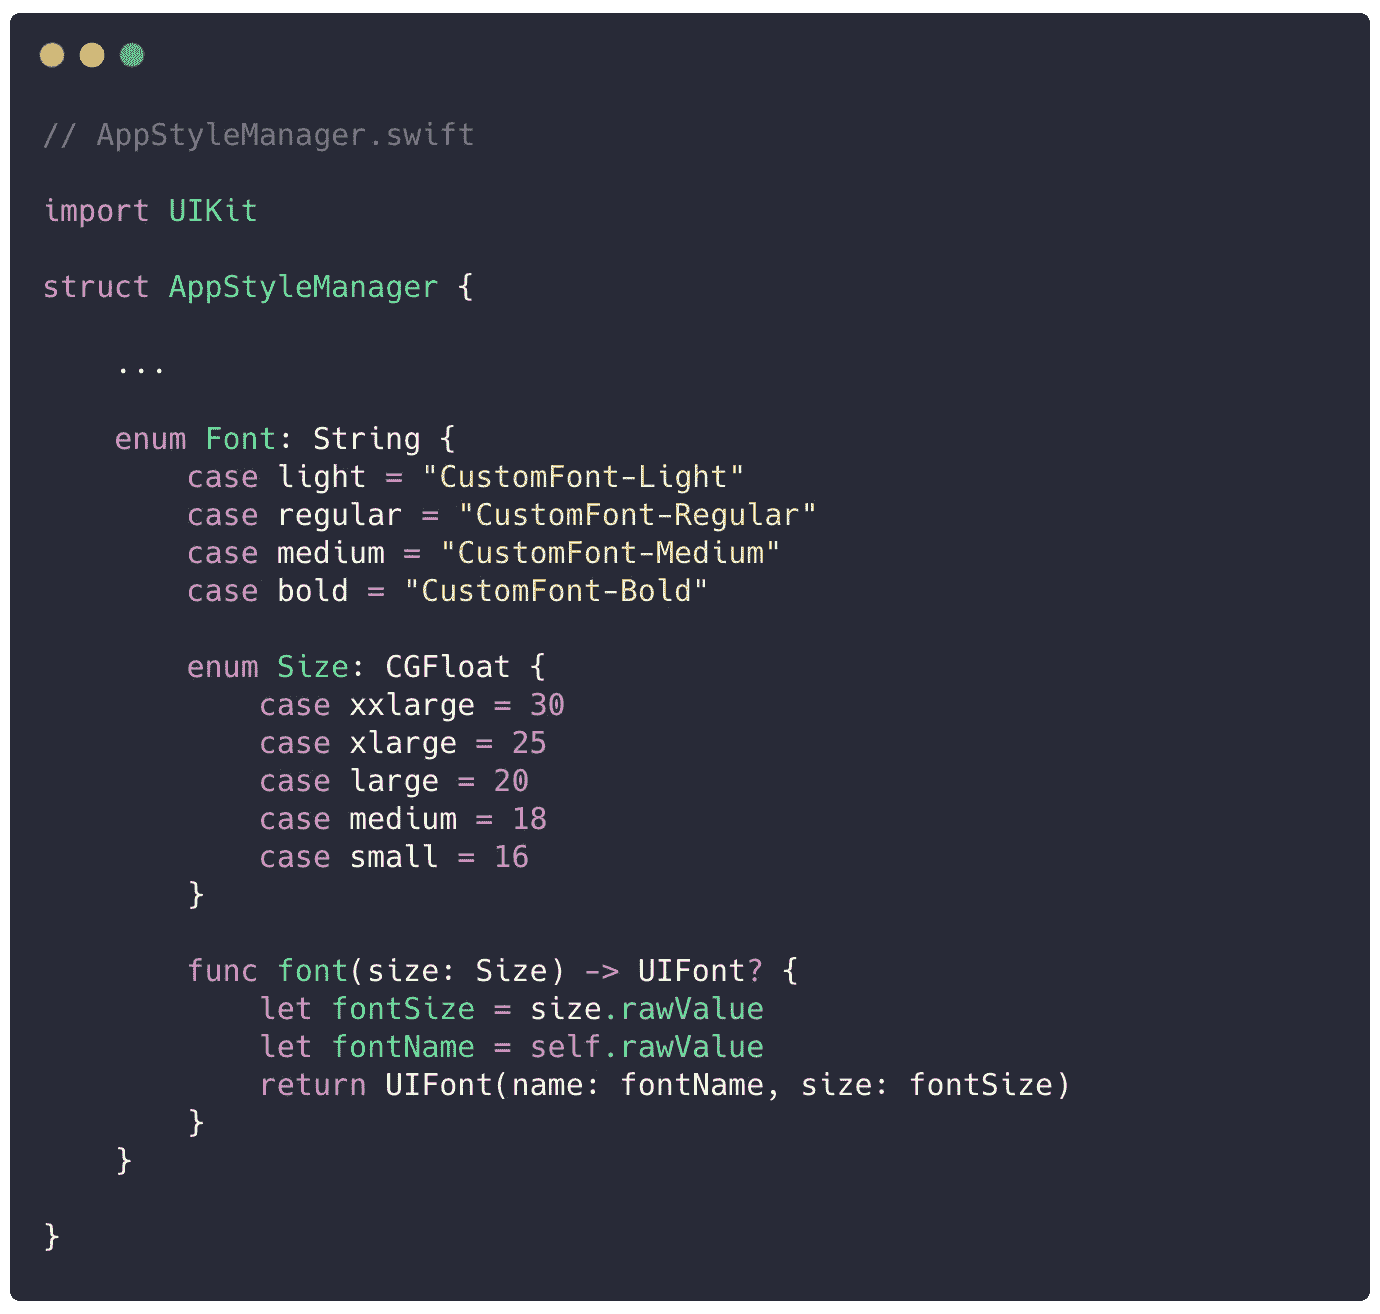 // AppStyleManager.swift
import UIKit
struct AppStyleManager {
...
enum Font: String {
case light = "CustomFont-Light"
case regular = "CustomFont-Regular"
case medium = "CustomFont-Medium"
case bold = "CustomFont-Bold"
enum Size: CGFloat {
case xxlarge = 30
case xlarge = 25
case large = 20
case medium = 18
case small = 16
}
func font(size: Size) -> UIFont? {
let fontSize = size.rawValue
let fontName = self.rawValue
return UIFont(name: fontName, size: fontSize)
}
}
}